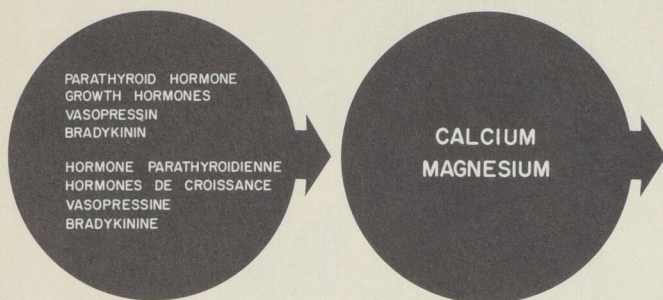 PARATHYROID HORMONE
GROWTH HORMONES
VASOPRESSIN
BRADYKININ
HORMONE PARATHYROIDIENNE
HORMONES DE CROISSANCE
VASOPRESSINE
BRADYKININE
CALCIUM
MAGNESIUM